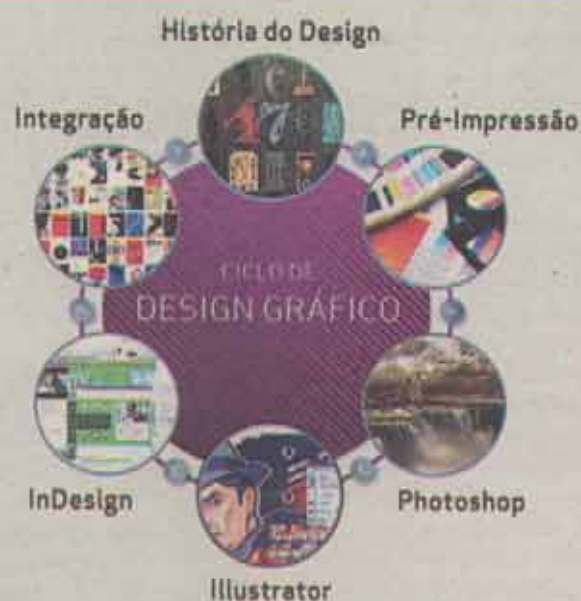 História do Design
Integração
Pré-Impressão
CICLO DE
DESIGN GRÁFICO
InDesign
Photoshop
Illustrator